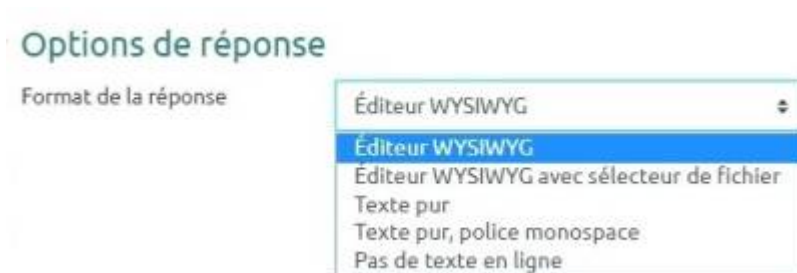 Options de réponse
Format de la réponse
Éditeur WYSIWYG
Éditeur WYSIWYG
Éditeur WYSIWYG avec sélecteur de fichier
Texte pur
Texte pur, police monospace
Pas de texte en ligne